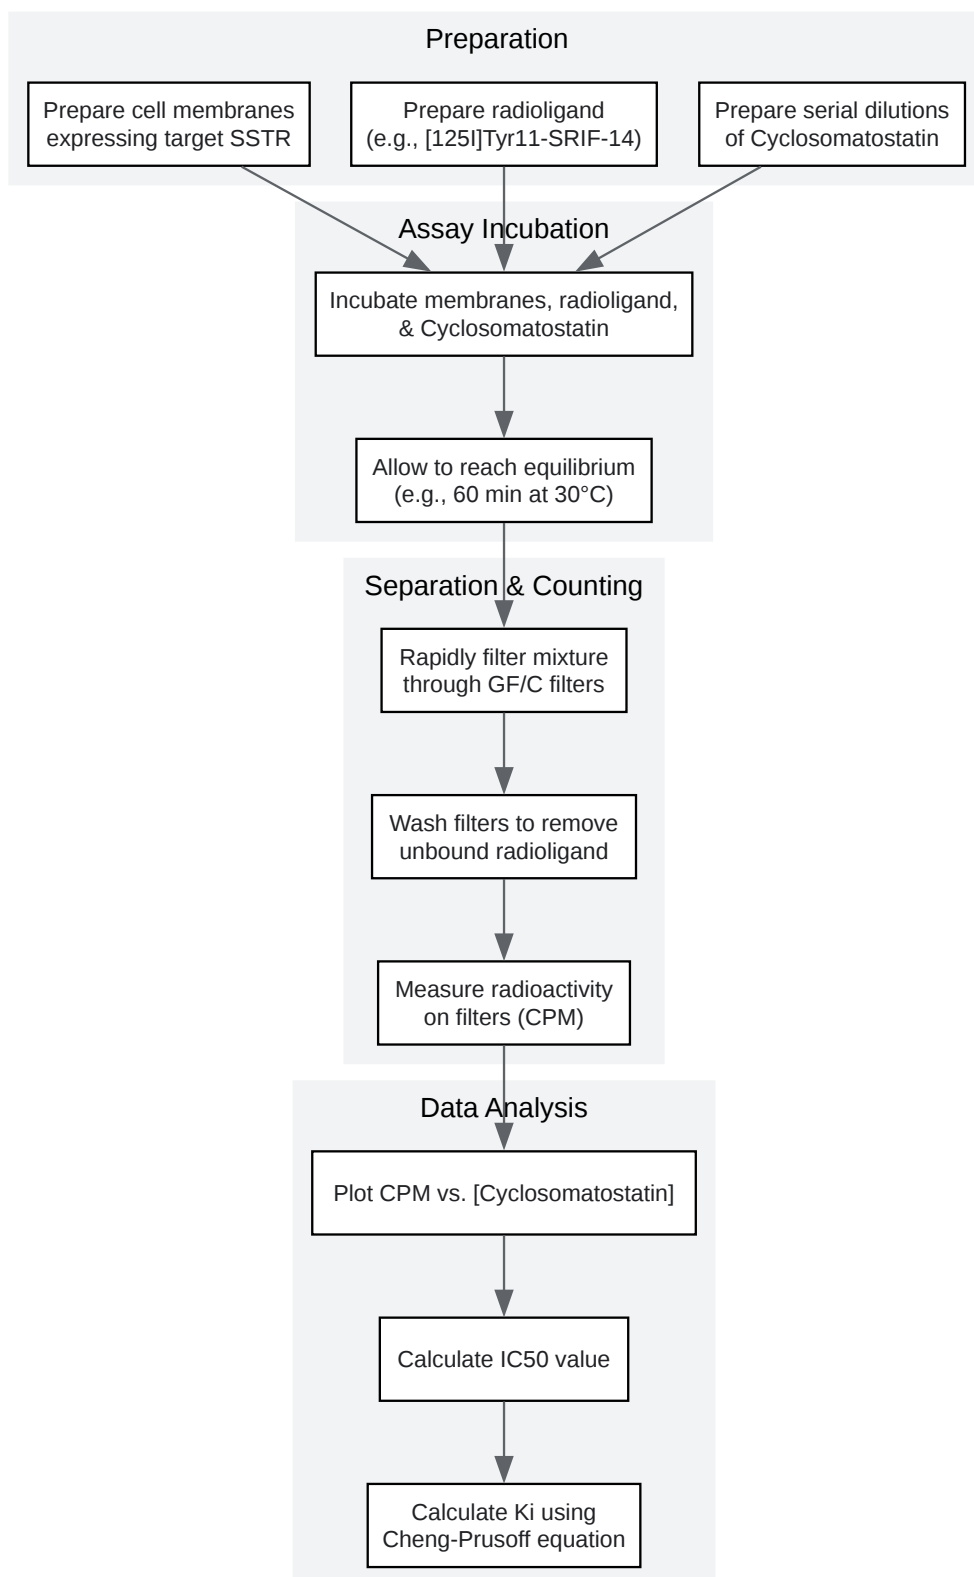 Preparation
Prepare cell membranes
expressing target SSTR
Prepare radioligand
(e.g., [125I]Tyr11-SRIF-14)
Prepare serial dilutions
of Cyclosomatostatin
Assay Incubation
Incubate membranes, radioligand,
& Cyclosomatostatin
Allow to reach equilibrium
(e.g., 60 min at 30°C)
Separation & Counting
Rapidly filter mixture
through GF/C filters
Wash filters to remove
unbound radioligand
Measure radioactivity
on filters (CPM)
Data Analysis
Plot CPM vs. [Cyclosomatostatin]
Calculate IC50 value
Calculate Ki using
Cheng-Prusoff equation